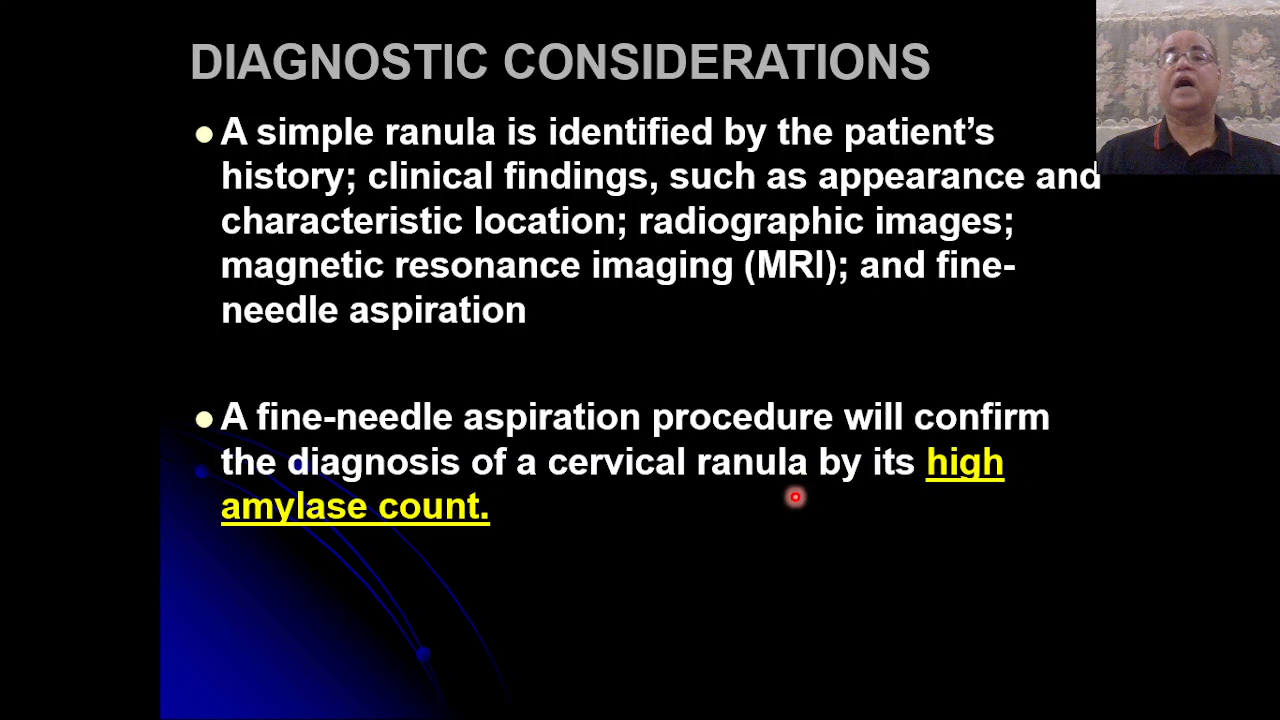 DIAGNOSTIC CONSIDERATIONS
A simple ranula is identified by the patient’s
history; clinical findings, such as appearance and
characteristic location; radiographic images;
magnetic resonance imaging (MRI); and fine-
needle aspiration
A fine-needle aspiration procedure will confirm
the diagnosis of a cervical ranula by its high
amylase count.